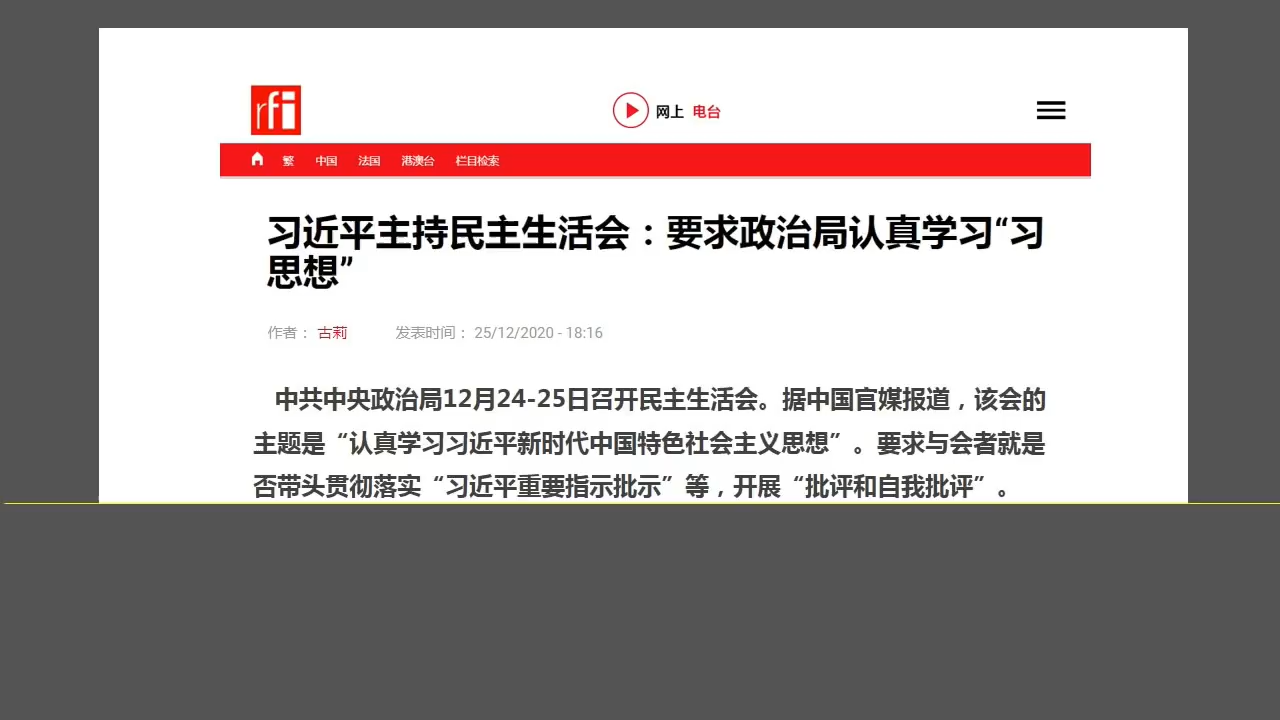 rfi
网上 电台
繁 中国 法国 港澳台 栏目检索
习近平主持民主生活会：要求政治局认真学习“习
思想”
作者： 古莉 发表时间： 25/12/2020 - 18:16
中共中央政治局12月24-25日召开民主生活会。据中国官媒报道，该会的
主题是“认真学习习近平新时代中国特色社会主义思想”。要求与会者就是
否带头贯彻落实“习近平重要指示批示”等，开展“批评和自我批评”。